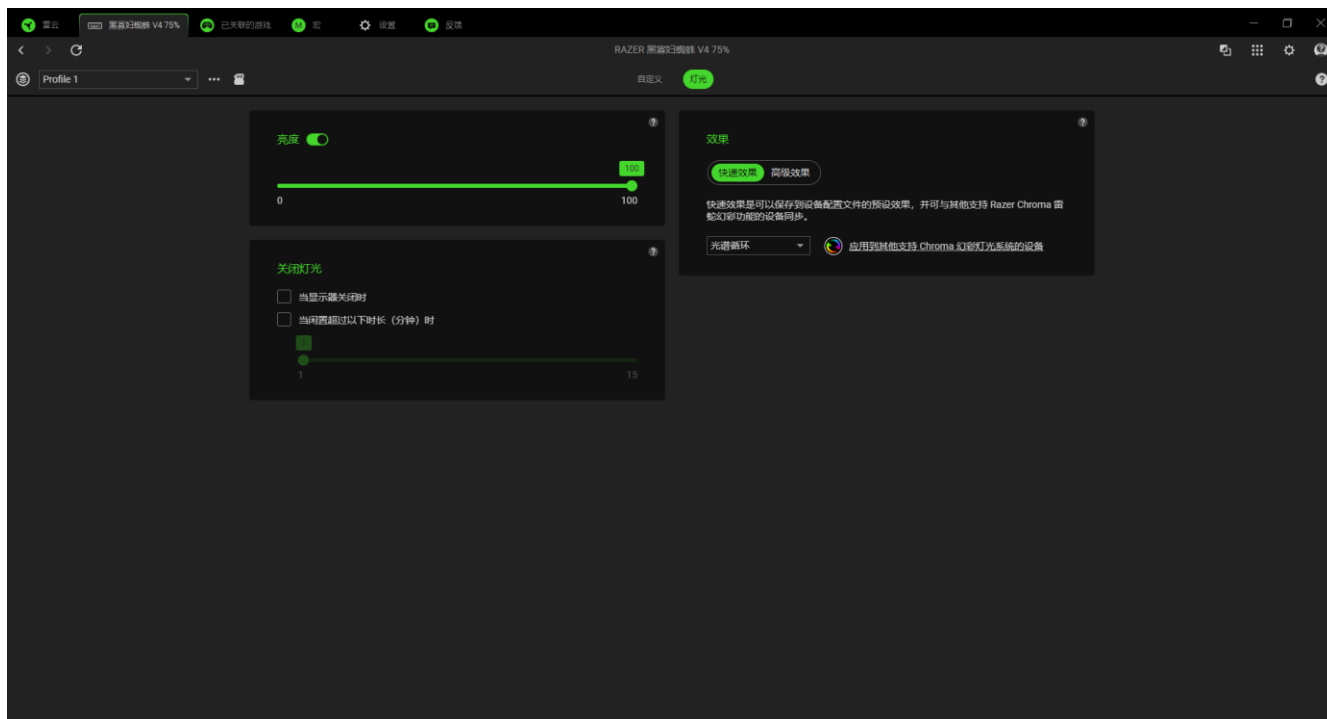 雷云 黑寡妇蜘蛛 V4 75% 已关联的游戏 M 宏 设置 反馈
RAZER 黑寡妇蜘蛛 V4 75%
Profile 1 自定义 灯光
亮度
100
0 100
关闭灯光
当显示器关闭时
当闲置超过以下时长（分钟）时
1
1 15
效果
快速效果 高级效果
快速效果是可以保存到设备配置文件的预设效果，并可与其他支持 Razer Chroma 雷
蛇幻彩功能的设备同步。
光谱循环 应用到其他支持 Chroma 幻彩灯光系统的设备